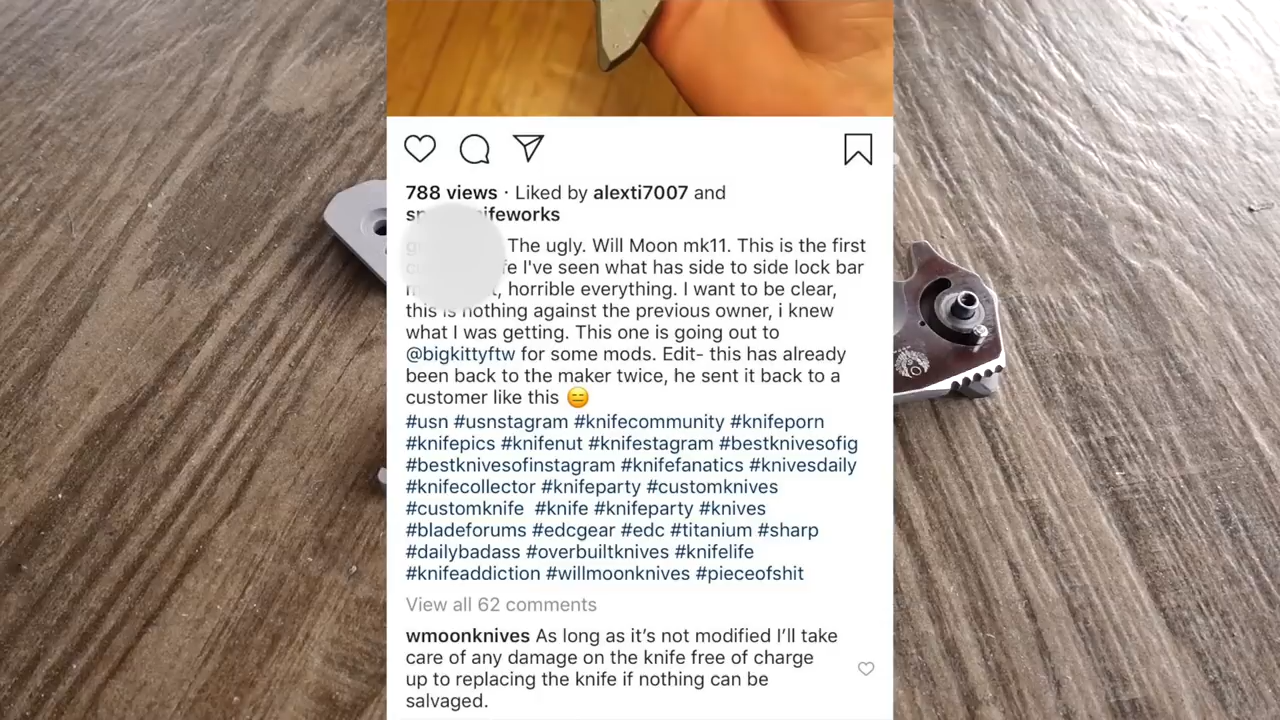 788 views · Liked by alexti7007 and
ifeworks
The ugly. Will Moon mk11. This is the first
I've seen what has side to side lock bar
horrible everything. I want to be clear,
this is nothing against the previous owner, i knew
what I was getting. This one is going out to
@bigkittyftw for some mods. Edit- this has already
been back to the maker twice, he sent it back to a
customer like this 😑
#usn #usnstagram #knifecommunity #knifeporn
#knifepics #knifenut #knifestagram #bestknivesofig
#bestknivesofinstagram #knifefanatics #knivesdaily
#knifecollector #knifeparty #customknives
#customknife #knife #knifeparty #knives
#bladeforums #edcgear #edc #titanium #sharp
#dailybadass #overbuiltknives #knifelife
#knifeaddiction #willmoonknives #pieceofshit
View all 62 comments
wmoonknives As long as it's not modified I'll take
care of any damage on the knife free of charge
up to replacing the knife if nothing can be
salvaged.